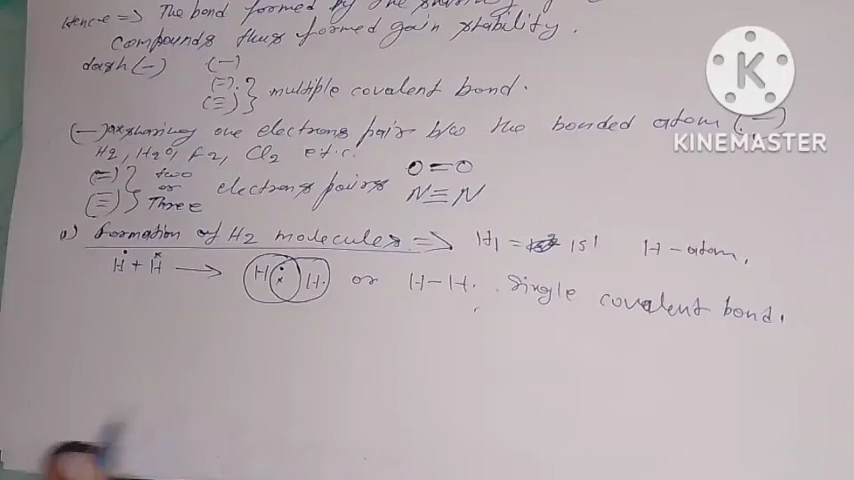 Hence => The bond formed by the sharing of
compounds thus formed gain stability.
dash (-) (-)
(=) } multiple covalent bond.
(≡) }
(-) sharing one electrons pair b/w the bonded atom (-)
H2, H2O, F2, Cl2 etc.
(=) } two electrons pairs O=O
or
(≡) } Three N≡N
Formation of H2 molecules => H1 = 1s1 H-atom,
H + H → H H or H-H. Single covalent bond.
K
KINEMASTER